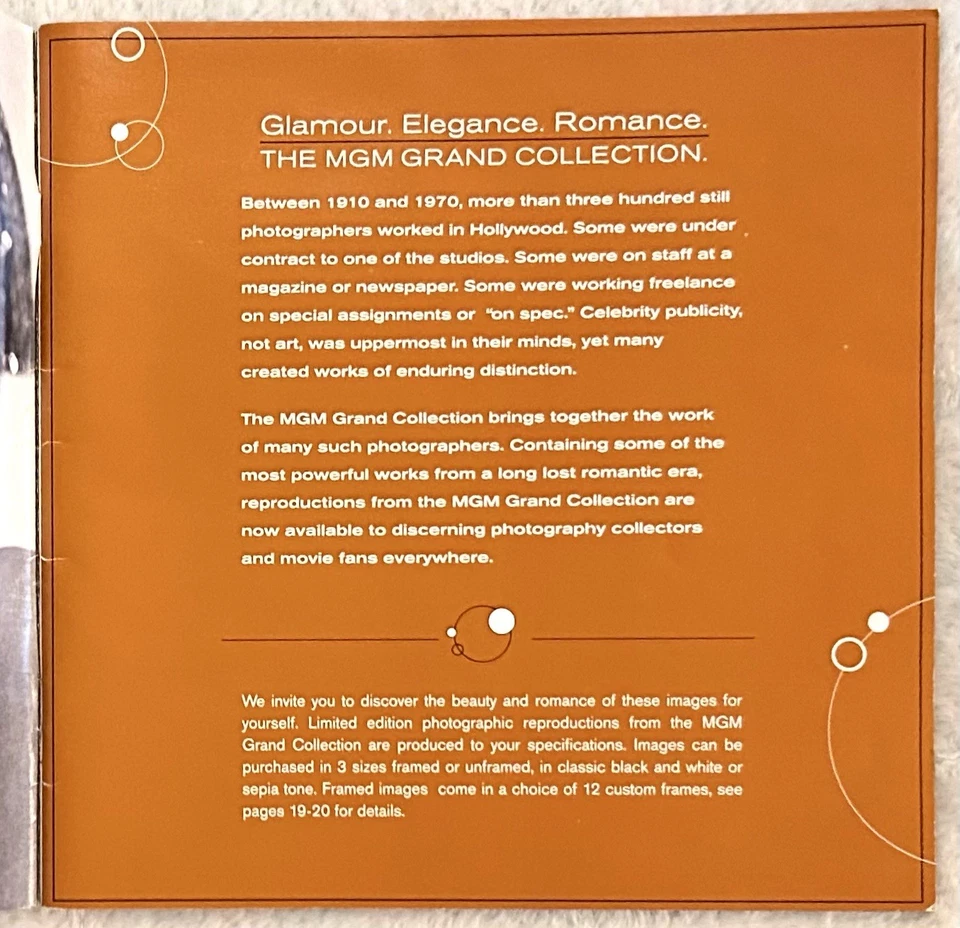 Glamour. Elegance. Romance.
THE MGM GRAND COLLECTION.
Between 1910 and 1970, more than three hundred still
photographers worked in Hollywood. Some were under
contract to one of the studios. Some were on staff at a
magazine or newspaper. Some were working freelance
on special assignments or "on spec." Celebrity publicity,
not art, was uppermost in their minds, yet many
created works of enduring distinction.
The MGM Grand Collection brings together the work
of many such photographers. Containing some of the
most powerful works from a long lost romantic era,
reproductions from the MGM Grand Collection are
now available to discerning photography collectors
and movie fans everywhere.
We invite you to discover the beauty and romance of these images for
yourself. Limited edition photographic reproductions from the MGM
Grand Collection are produced to your specifications. Images can be
purchased in 3 sizes framed or unframed, in classic black and white or
sepia tone. Framed images come in a choice of 12 custom frames, see
pages 19-20 for details.